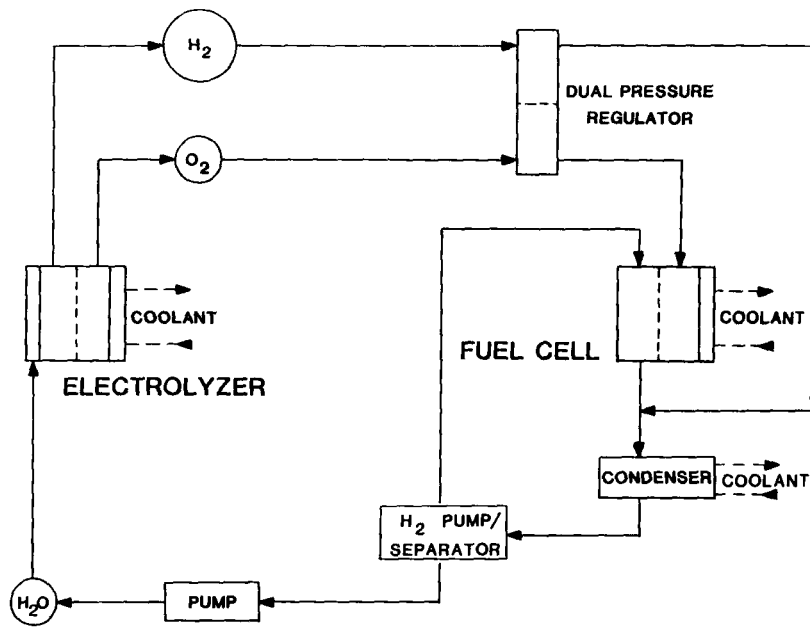 H₂
DUAL PRESSURE
REGULATOR
O₂
COOLANT
COOLANT
FUEL CELL
ELECTROLYZER
CONDENSER
COOLANT
H₂ PUMP/
SEPARATOR
H₂O
PUMP